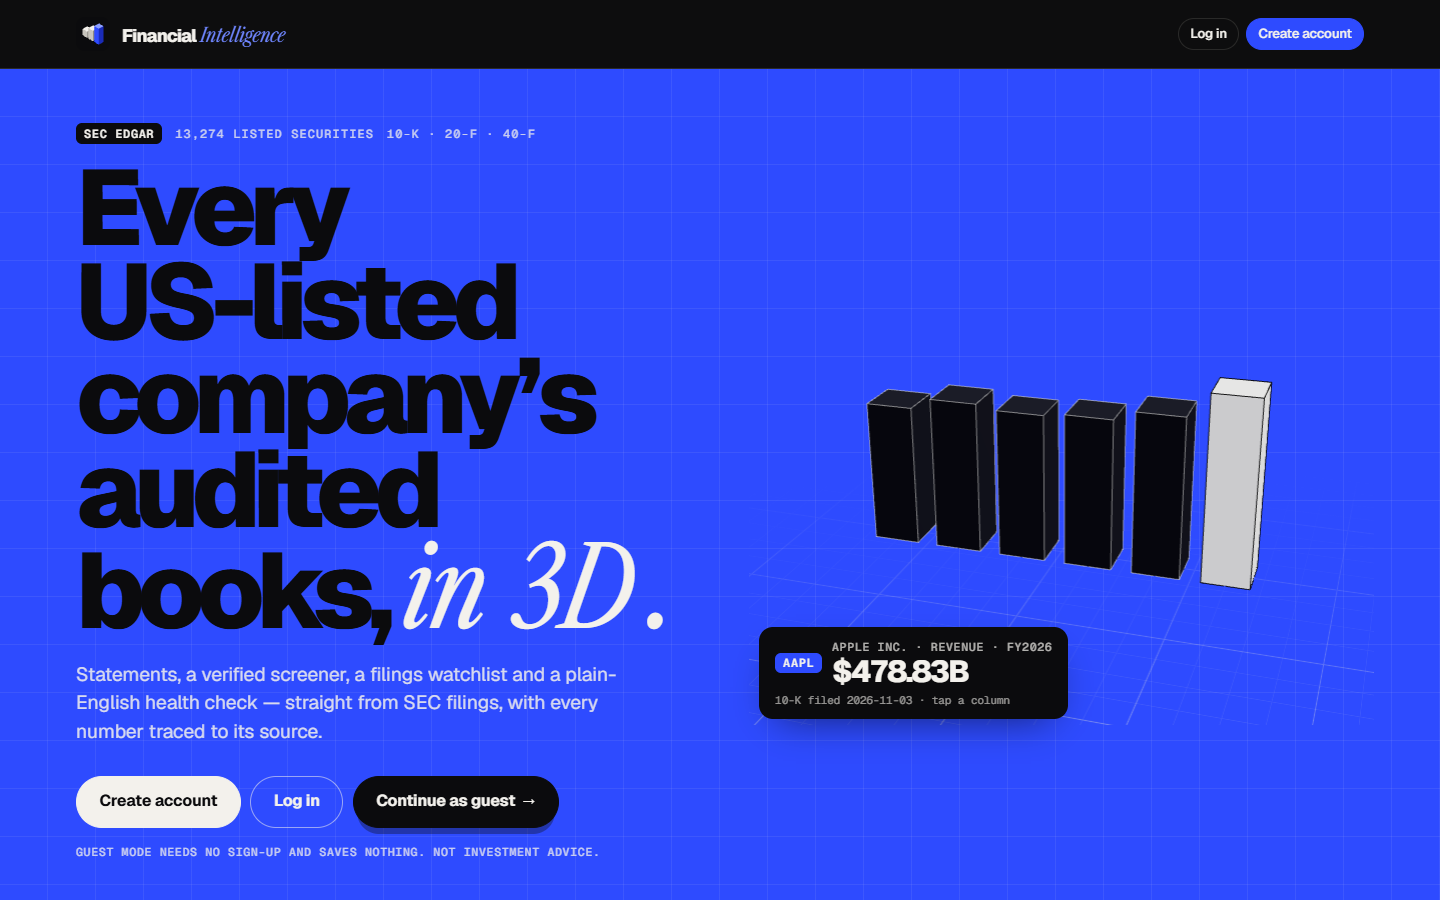 Financial Intelligence
Log in
Create account
SEC EDGAR
13,274 LISTED SECURITIES 10-K · 20-F · 40-F
Every
US-listed
company’s
audited
books, in 3D.
Statements, a verified screener, a filings watchlist and a plain-
English health check — straight from SEC filings, with every
number traced to its source.
Create account
Log in
Continue as guest →
GUEST MODE NEEDS NO SIGN-UP AND SAVES NOTHING. NOT INVESTMENT ADVICE.
AAPL
APPLE INC. · REVENUE · FY2026
$478.83B
10-K filed 2026-11-03 · tap a column